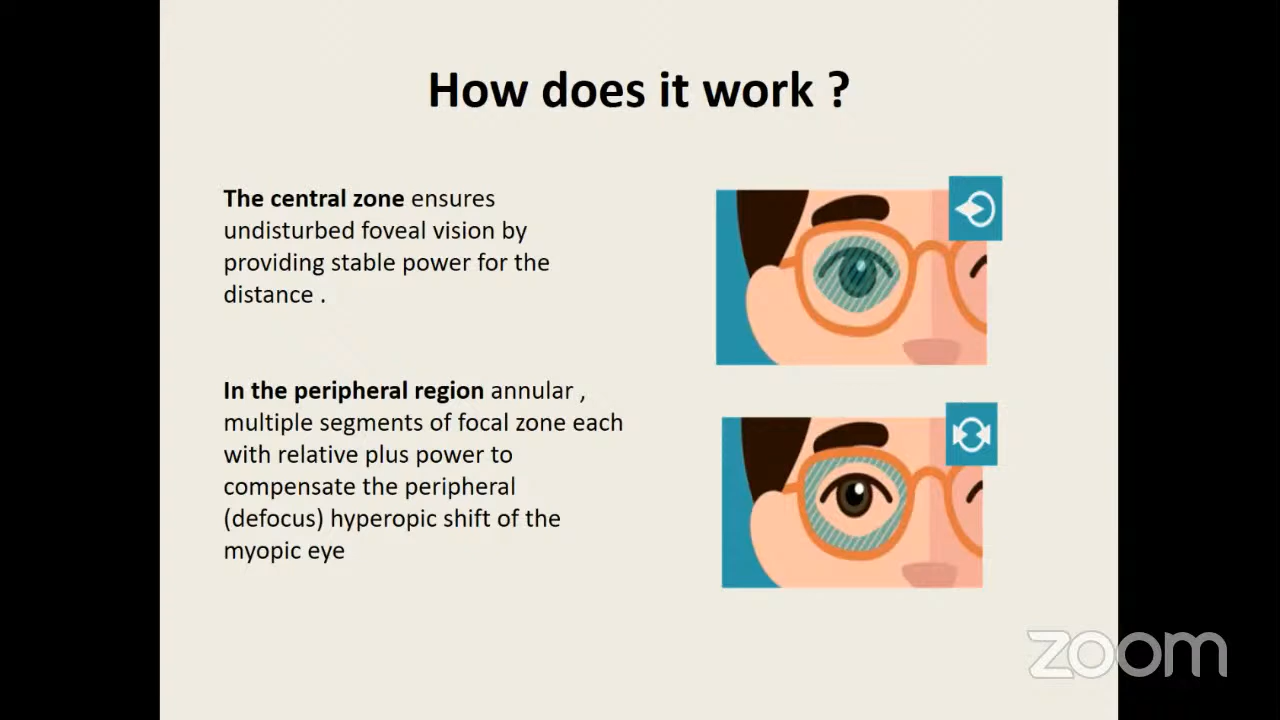 How does it work ?
The central zone ensures
undisturbed foveal vision by
providing stable power for the
distance .
In the peripheral region annular ,
multiple segments of focal zone each
with relative plus power to
compensate the peripheral
(defocus) hyperopic shift of the
myopic eye
zoom